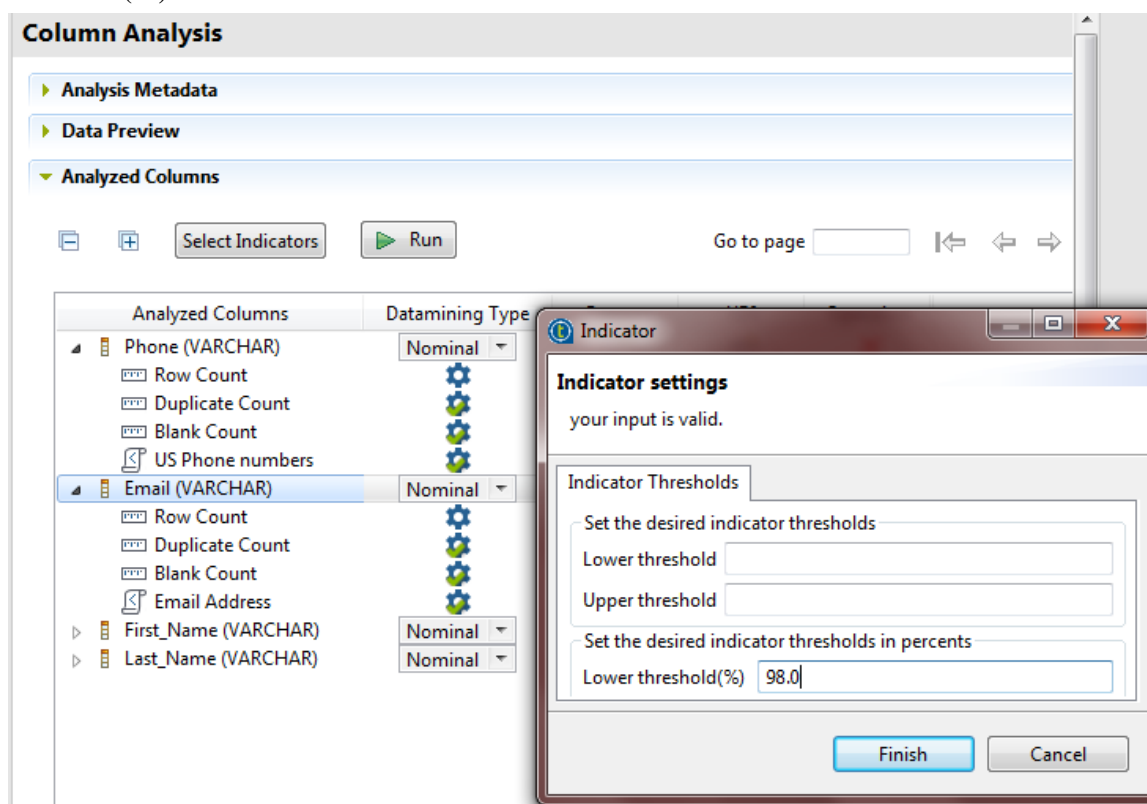 Column Analysis
Analysis Metadata
Data Preview
Analyzed Columns
Select Indicators
Run
Go to page
Analyzed Columns Datamining Type
Phone (VARCHAR) Nominal
Row Count
Duplicate Count
Blank Count
US Phone numbers
Email (VARCHAR) Nominal
Row Count
Duplicate Count
Blank Count
Email Address
First_Name (VARCHAR) Nominal
Last_Name (VARCHAR) Nominal
Indicator
Indicator settings
your input is valid.
Indicator Thresholds
Set the desired indicator thresholds
Lower threshold
Upper threshold
Set the desired indicator thresholds in percents
Lower threshold(%) 98.0
Finish Cancel